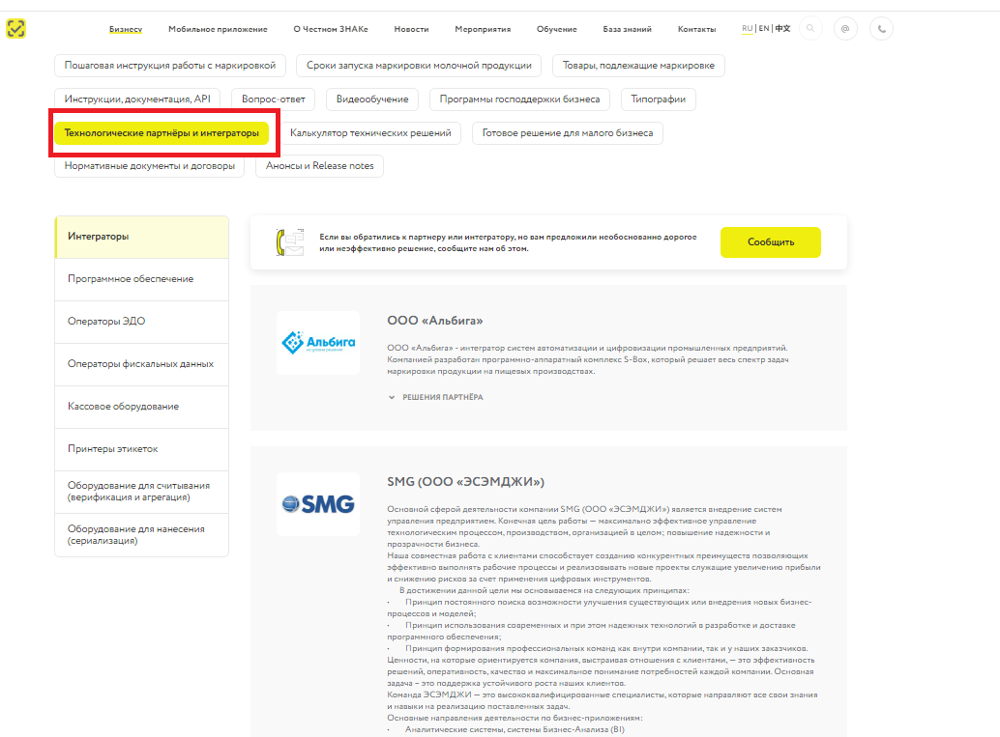 Бизнесу Мобильное приложение О Честном ЗНАКе Новости Мероприятия Обучение База знаний Контакты RU | EN | 中文 @
Пошаговая инструкция работы с маркировкой Сроки запуска маркировки молочной продукции Товары, подлежащие маркировке
Инструкции, документация, API Вопрос-ответ Видеообучение Программы господдержки бизнеса Типографии
Технологические партнёры и интеграторы Калькулятор технических решений Готовое решение для малого бизнеса
Нормативные документы и договоры Анонсы и Release notes
Интеграторы
Программное обеспечение
Операторы ЭДО
Операторы фискальных данных
Кассовое оборудование
Принтеры этикеток
Оборудование для считывания
(верификация и агрегация)
Оборудование для нанесения
(сериализация)
Если вы обратились к партнеру или интегратору, но вам предложили необоснованно дорогое
или неэффективно решение, сообщите нам об этом.
Сообщить
Альбига
ООО «Альбига»
ООО «Альбига» - интегратор систем автоматизации и цифровизации промышленных предприятий.
Компанией разработан программно-аппаратный комплекс S-Box, который решает весь спектр задач
маркировки продукции на пищевых производствах.
РЕШЕНИЯ ПАРТНЁРА
SMG
SMG (ООО «ЭСЭМДЖИ»)
Основной сферой деятельности компании SMG (ООО «ЭСЭМДЖИ») является внедрение систем
управления предприятием. Конечная цель работы — максимально эффективное управление
технологическим процессом, производством, организацией в целом; повышение надежности и
прозрачности бизнеса.
Наша совместная работа с клиентами способствует созданию конкурентных преимуществ позволяющих
эффективно выполнять рабочие процессы и реализовывать новые проекты служащие увеличению прибыли
и снижению рисков за счет применения цифровых инструментов.
В достижении данной цели мы основываемся на следующих принципах:
· Принцип постоянного поиска возможности улучшения существующих или внедрения новых бизнес-
процессов и моделей;
· Принцип использования современных и при этом надежных технологий в разработке и доставке
программного обеспечения;
· Принцип формирования профессиональных команд как внутри компании, так и у наших заказчиков.
Ценности, на которые ориентируется компания, выстраивая отношения с клиентами, — это эффективность
решений, оперативность, качество и максимальное понимание потребностей каждой компании. Основная
задача – это поддержка устойчивого роста наших клиентов.
Команда ЭСЭМДЖИ — это высококвалифицированные специалисты, которые направляют все свои знания
и навыки на реализацию поставленных задач.
Основные направления деятельности по бизнес-приложениям:
· Аналитические системы, системы Бизнес-Анализа (BI)